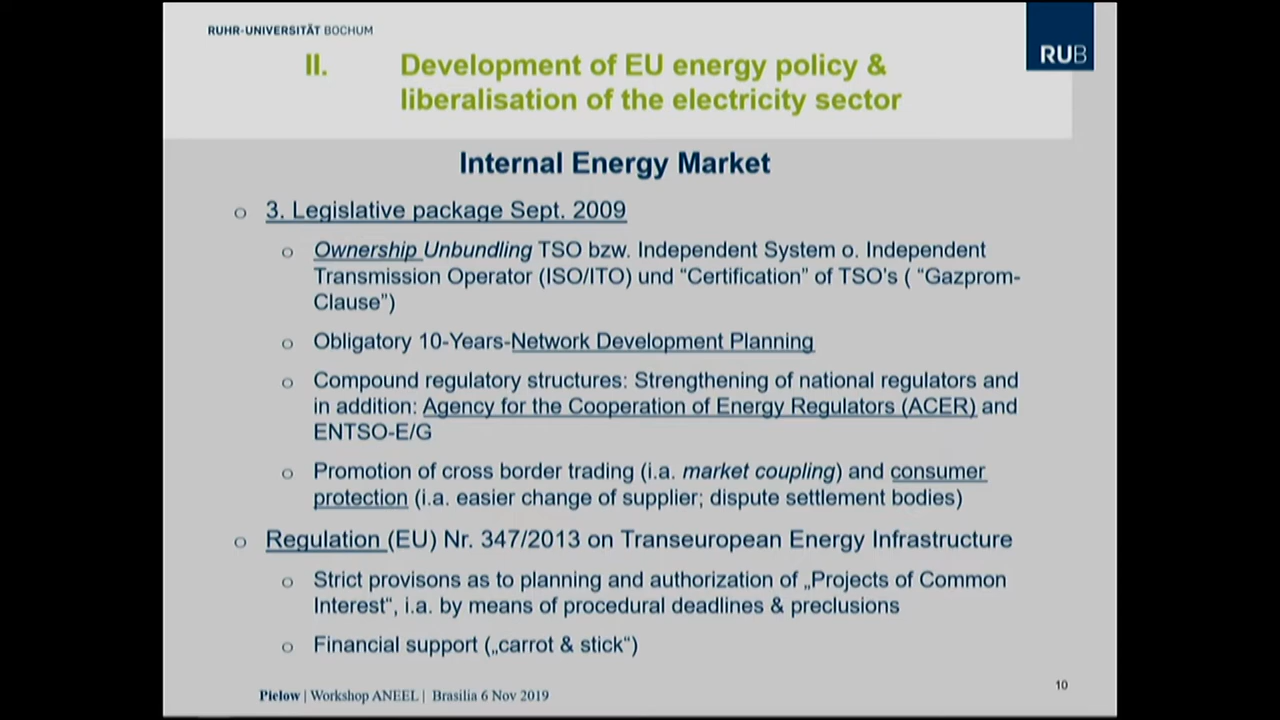 RUHR-UNIVERSITÄT BOCHUM
RUB
II. Development of EU energy policy &
liberalisation of the electricity sector
Internal Energy Market
o 3. Legislative package Sept. 2009
o Ownership Unbundling TSO bzw. Independent System o. Independent
Transmission Operator (ISO/ITO) und “Certification” of TSO’s ( “Gazprom-
Clause”)
o Obligatory 10-Years-Network Development Planning
o Compound regulatory structures: Strengthening of national regulators and
in addition: Agency for the Cooperation of Energy Regulators (ACER) and
ENTSO-E/G
o Promotion of cross border trading (i.a. market coupling) and consumer
protection (i.a. easier change of supplier; dispute settlement bodies)
o Regulation (EU) Nr. 347/2013 on Transeuropean Energy Infrastructure
o Strict provisons as to planning and authorization of „Projects of Common
Interest“, i.a. by means of procedural deadlines & preclusions
o Financial support („carrot & stick“)
Pielow | Workshop ANEEL | Brasilia 6 Nov 2019
10